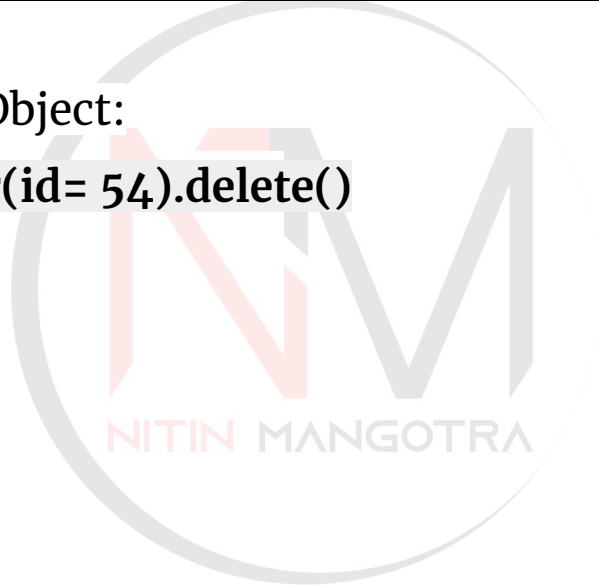 Object:
(id= 54).delete()
NITIN MANGOTRA